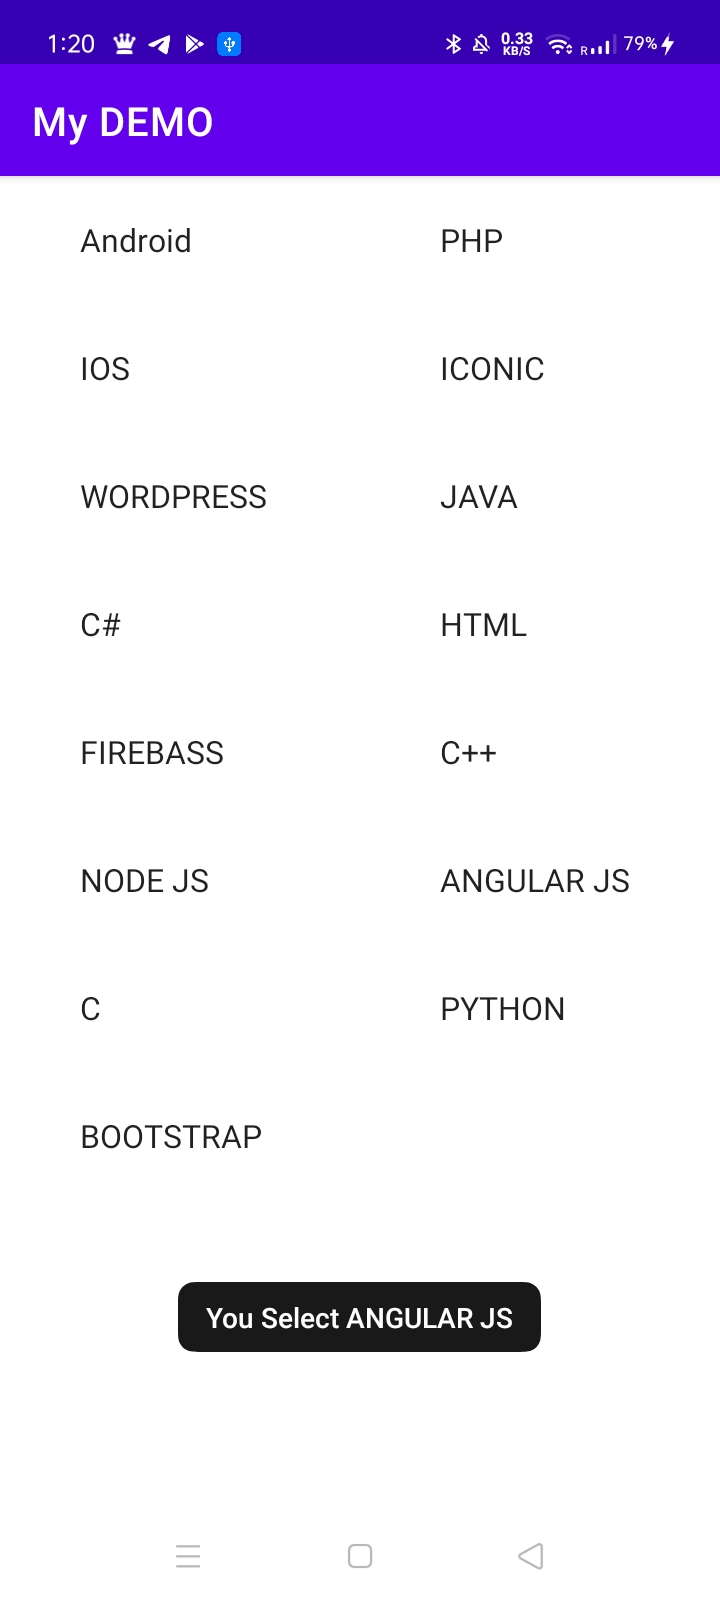 1:20 0.33 KB/S R 79%
My DEMO
Android PHP
IOS ICONIC
WORDPRESS JAVA
C# HTML
FIREBASS C++
NODE JS ANGULAR JS
C PYTHON
BOOTSTRAP
You Select ANGULAR JS